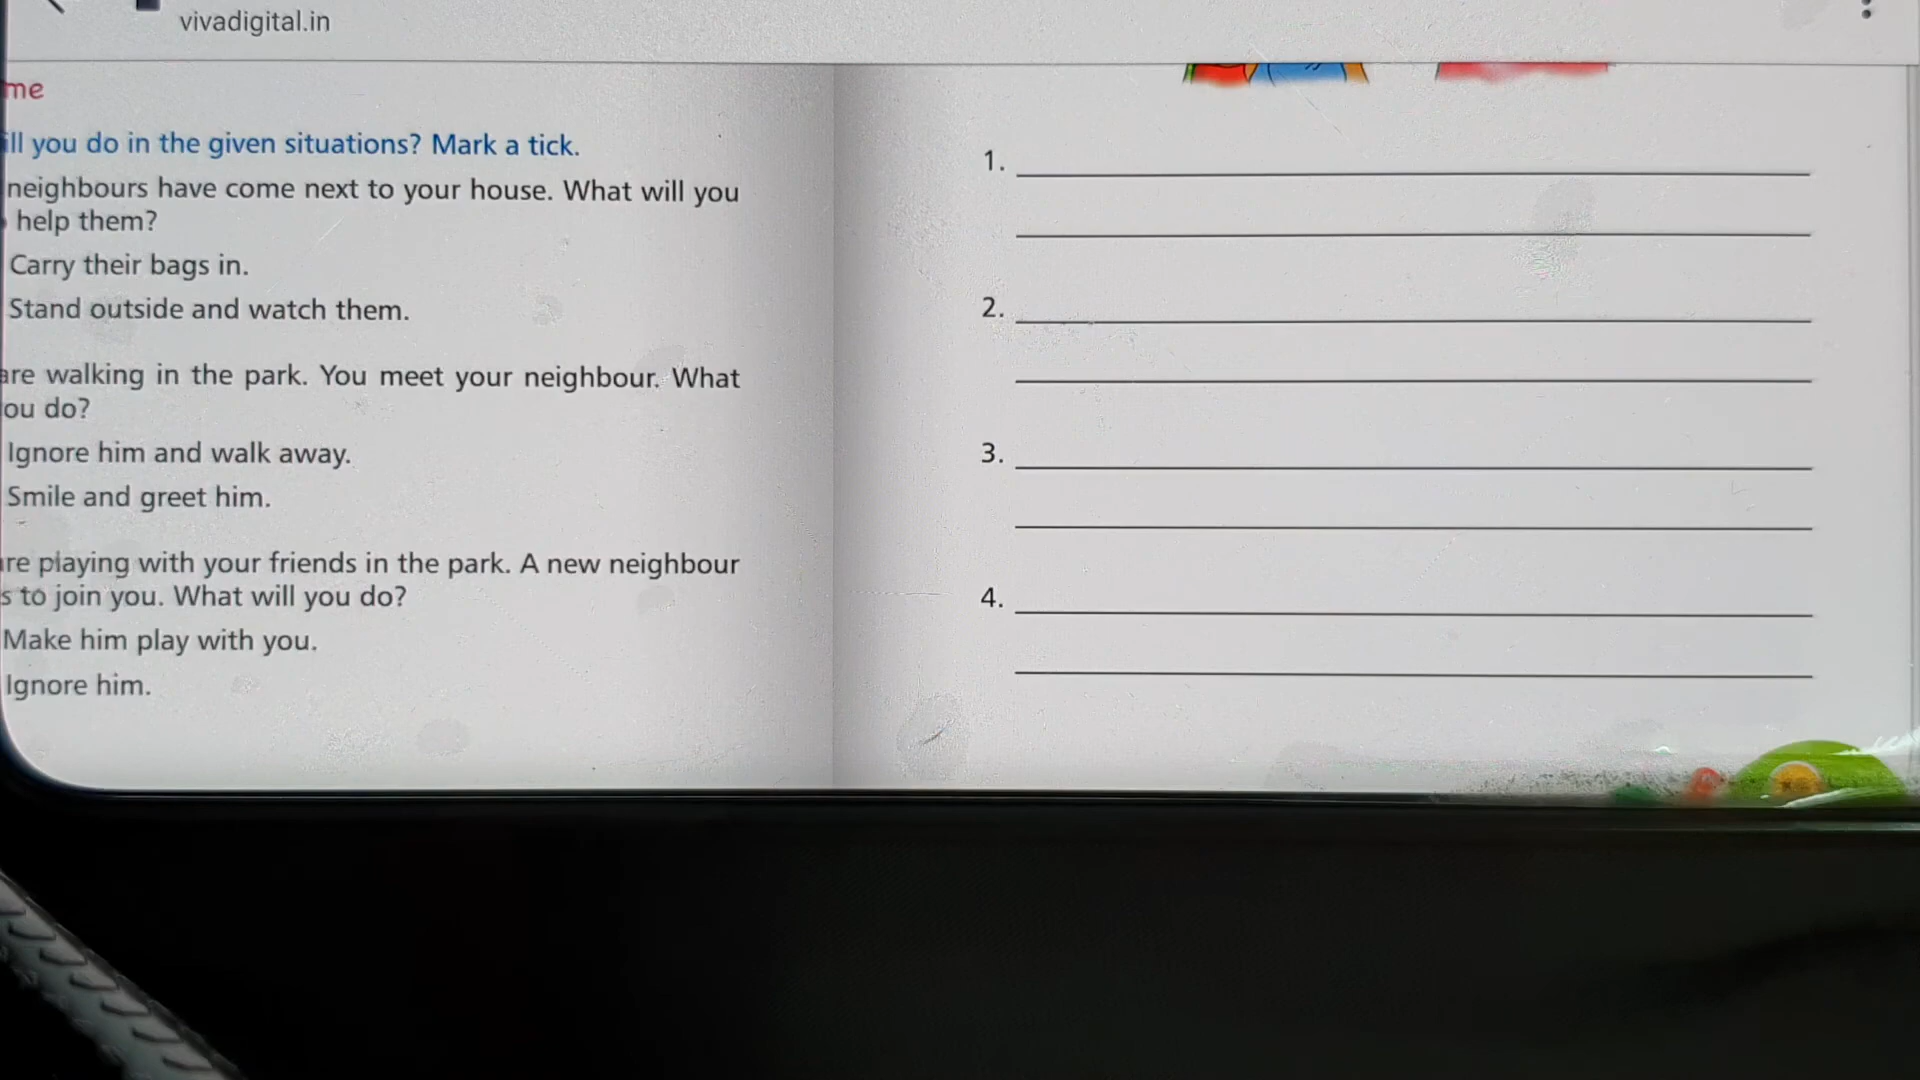 vivadigital.in
me
ill you do in the given situations? Mark a tick.
neighbours have come next to your house. What will you
help them?
Carry their bags in.
Stand outside and watch them.
are walking in the park. You meet your neighbour. What
ou do?
Ignore him and walk away.
Smile and greet him.
re playing with your friends in the park. A new neighbour
s to join you. What will you do?
Make him play with you.
Ignore him.
1.
2.
3.
4.